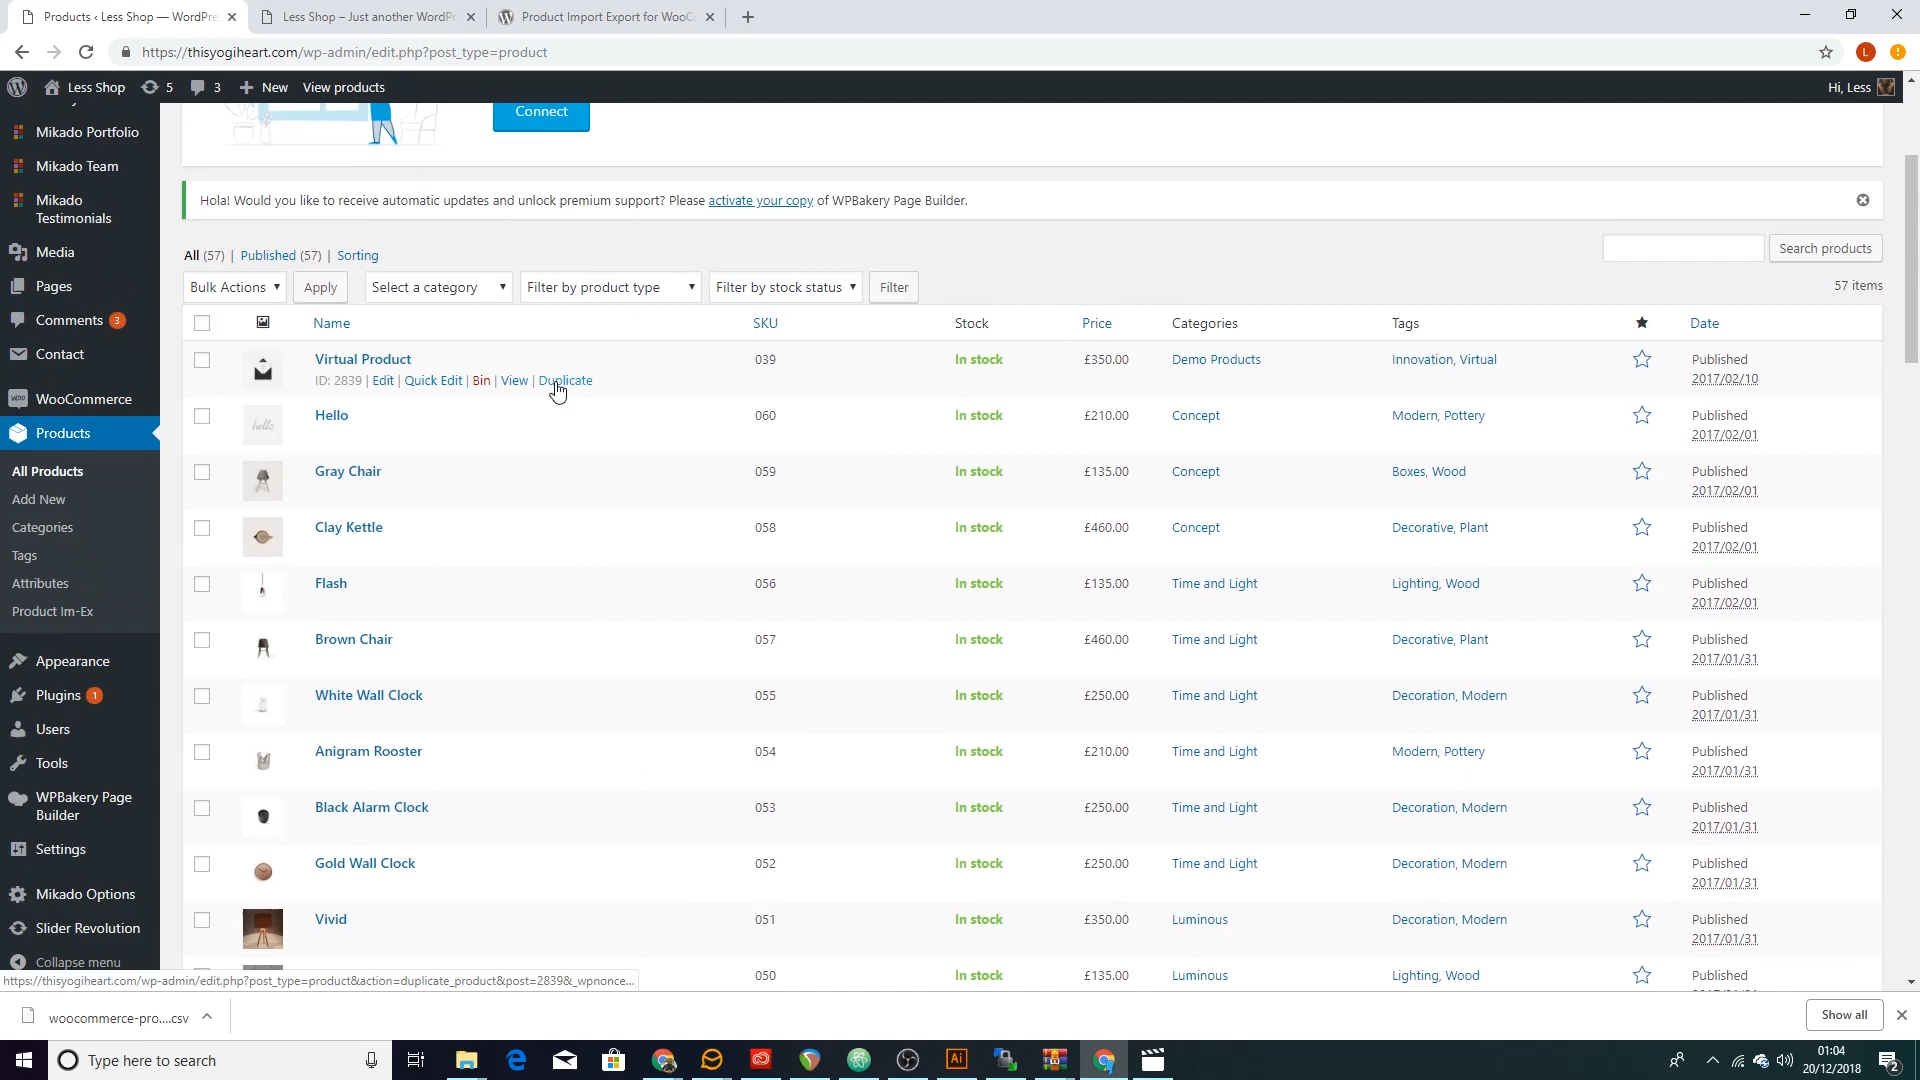 Products ‹ Less Shop — WordPre
Less Shop – Just another WordP
Product Import Export for WooC
https://thisyogiheart.com/wp-admin/edit.php?post_type=product
L
Less Shop 5 3 New View products
Hi, Less
Mikado Portfolio
Mikado Team
Mikado
Testimonials
Media
Pages
Comments 3
Contact
WooCommerce
Products
All Products
Add New
Categories
Tags
Attributes
Product Im-Ex
Appearance
Plugins 1
Users
Tools
WPBakery Page
Builder
Settings
Mikado Options
Slider Revolution
Collapse menu
Connect
Hola! Would you like to receive automatic updates and unlock premium support? Please activate your copy of WPBakery Page Builder.
All (57) | Published (57) | Sorting
Search products
Bulk Actions Apply Select a category Filter by product type Filter by stock status Filter
57 items
Name SKU Stock Price Categories Tags Date
Virtual Product 039 In stock £350.00 Demo Products Innovation, Virtual Published
ID: 2839 | Edit | Quick Edit | Bin | View | Duplicate 2017/02/10
Hello 060 In stock £210.00 Concept Modern, Pottery Published
hello 2017/02/01
Gray Chair 059 In stock £135.00 Concept Boxes, Wood Published
2017/02/01
Clay Kettle 058 In stock £460.00 Concept Decorative, Plant Published
2017/02/01
Flash 056 In stock £135.00 Time and Light Lighting, Wood Published
2017/02/01
Brown Chair 057 In stock £460.00 Time and Light Decorative, Plant Published
2017/01/31
White Wall Clock 055 In stock £250.00 Time and Light Decoration, Modern Published
2017/01/31
Anigram Rooster 054 In stock £210.00 Time and Light Modern, Pottery Published
2017/01/31
Black Alarm Clock 053 In stock £250.00 Time and Light Decoration, Modern Published
2017/01/31
Gold Wall Clock 052 In stock £250.00 Time and Light Decoration, Modern Published
2017/01/31
Vivid 051 In stock £350.00 Luminous Decoration, Modern Published
2017/01/31
050 In stock £135.00 Luminous Lighting, Wood Published
https://thisyogiheart.com/wp-admin/edit.php?post_type=product&action=duplicate_product&post=2839&_wpnonce...
woocommerce-pro....csv
Show all
Type here to search
Ai
01:04
20/12/2018
2